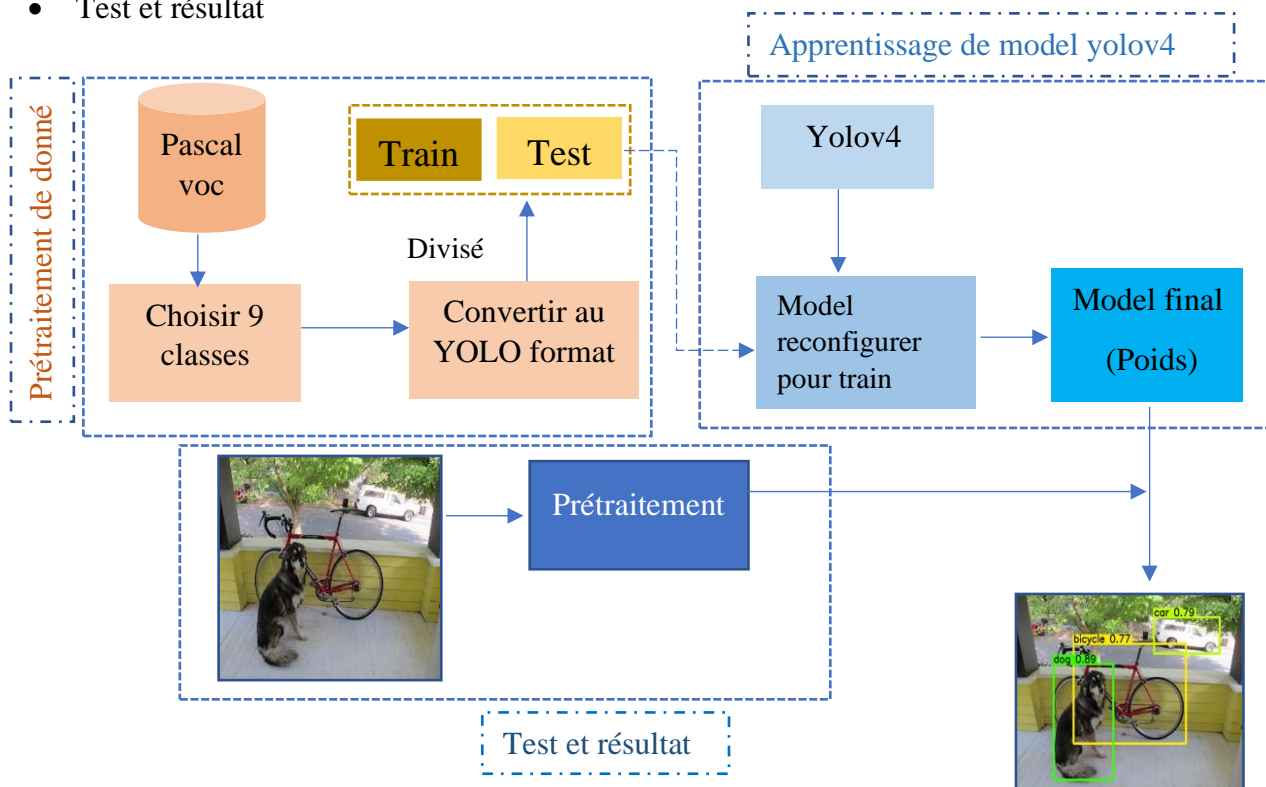 • Test et résultat
Apprentissage de model yolov4
Prétraitement de donné
Pascal
voc
Train
Test
Divisé
Choisir 9
classes
Convertir au
YOLO format
Yolov4
Model
reconfigurer
pour train
Model final
(Poids)
Prétraitement
car 0.79
bicycle 0.77
dog 0.89
Test et résultat